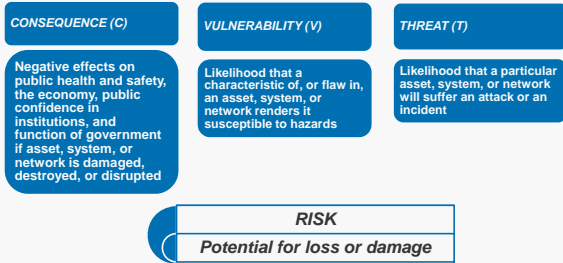 CONSEQUENCE (C)
Negative effects on
public health and safety,
the economy, public
confidence in
institutions, and
function of government
if asset, system, or
network is damaged,
destroyed, or disrupted
VULNERABILITY (V)
Likelihood that a
characteristic of, or flaw in,
an asset, system, or
network renders it
susceptible to hazards
THREAT (T)
Likelihood that a particular
asset, system, or network
will suffer an attack or an
incident
RISK
Potential for loss or damage